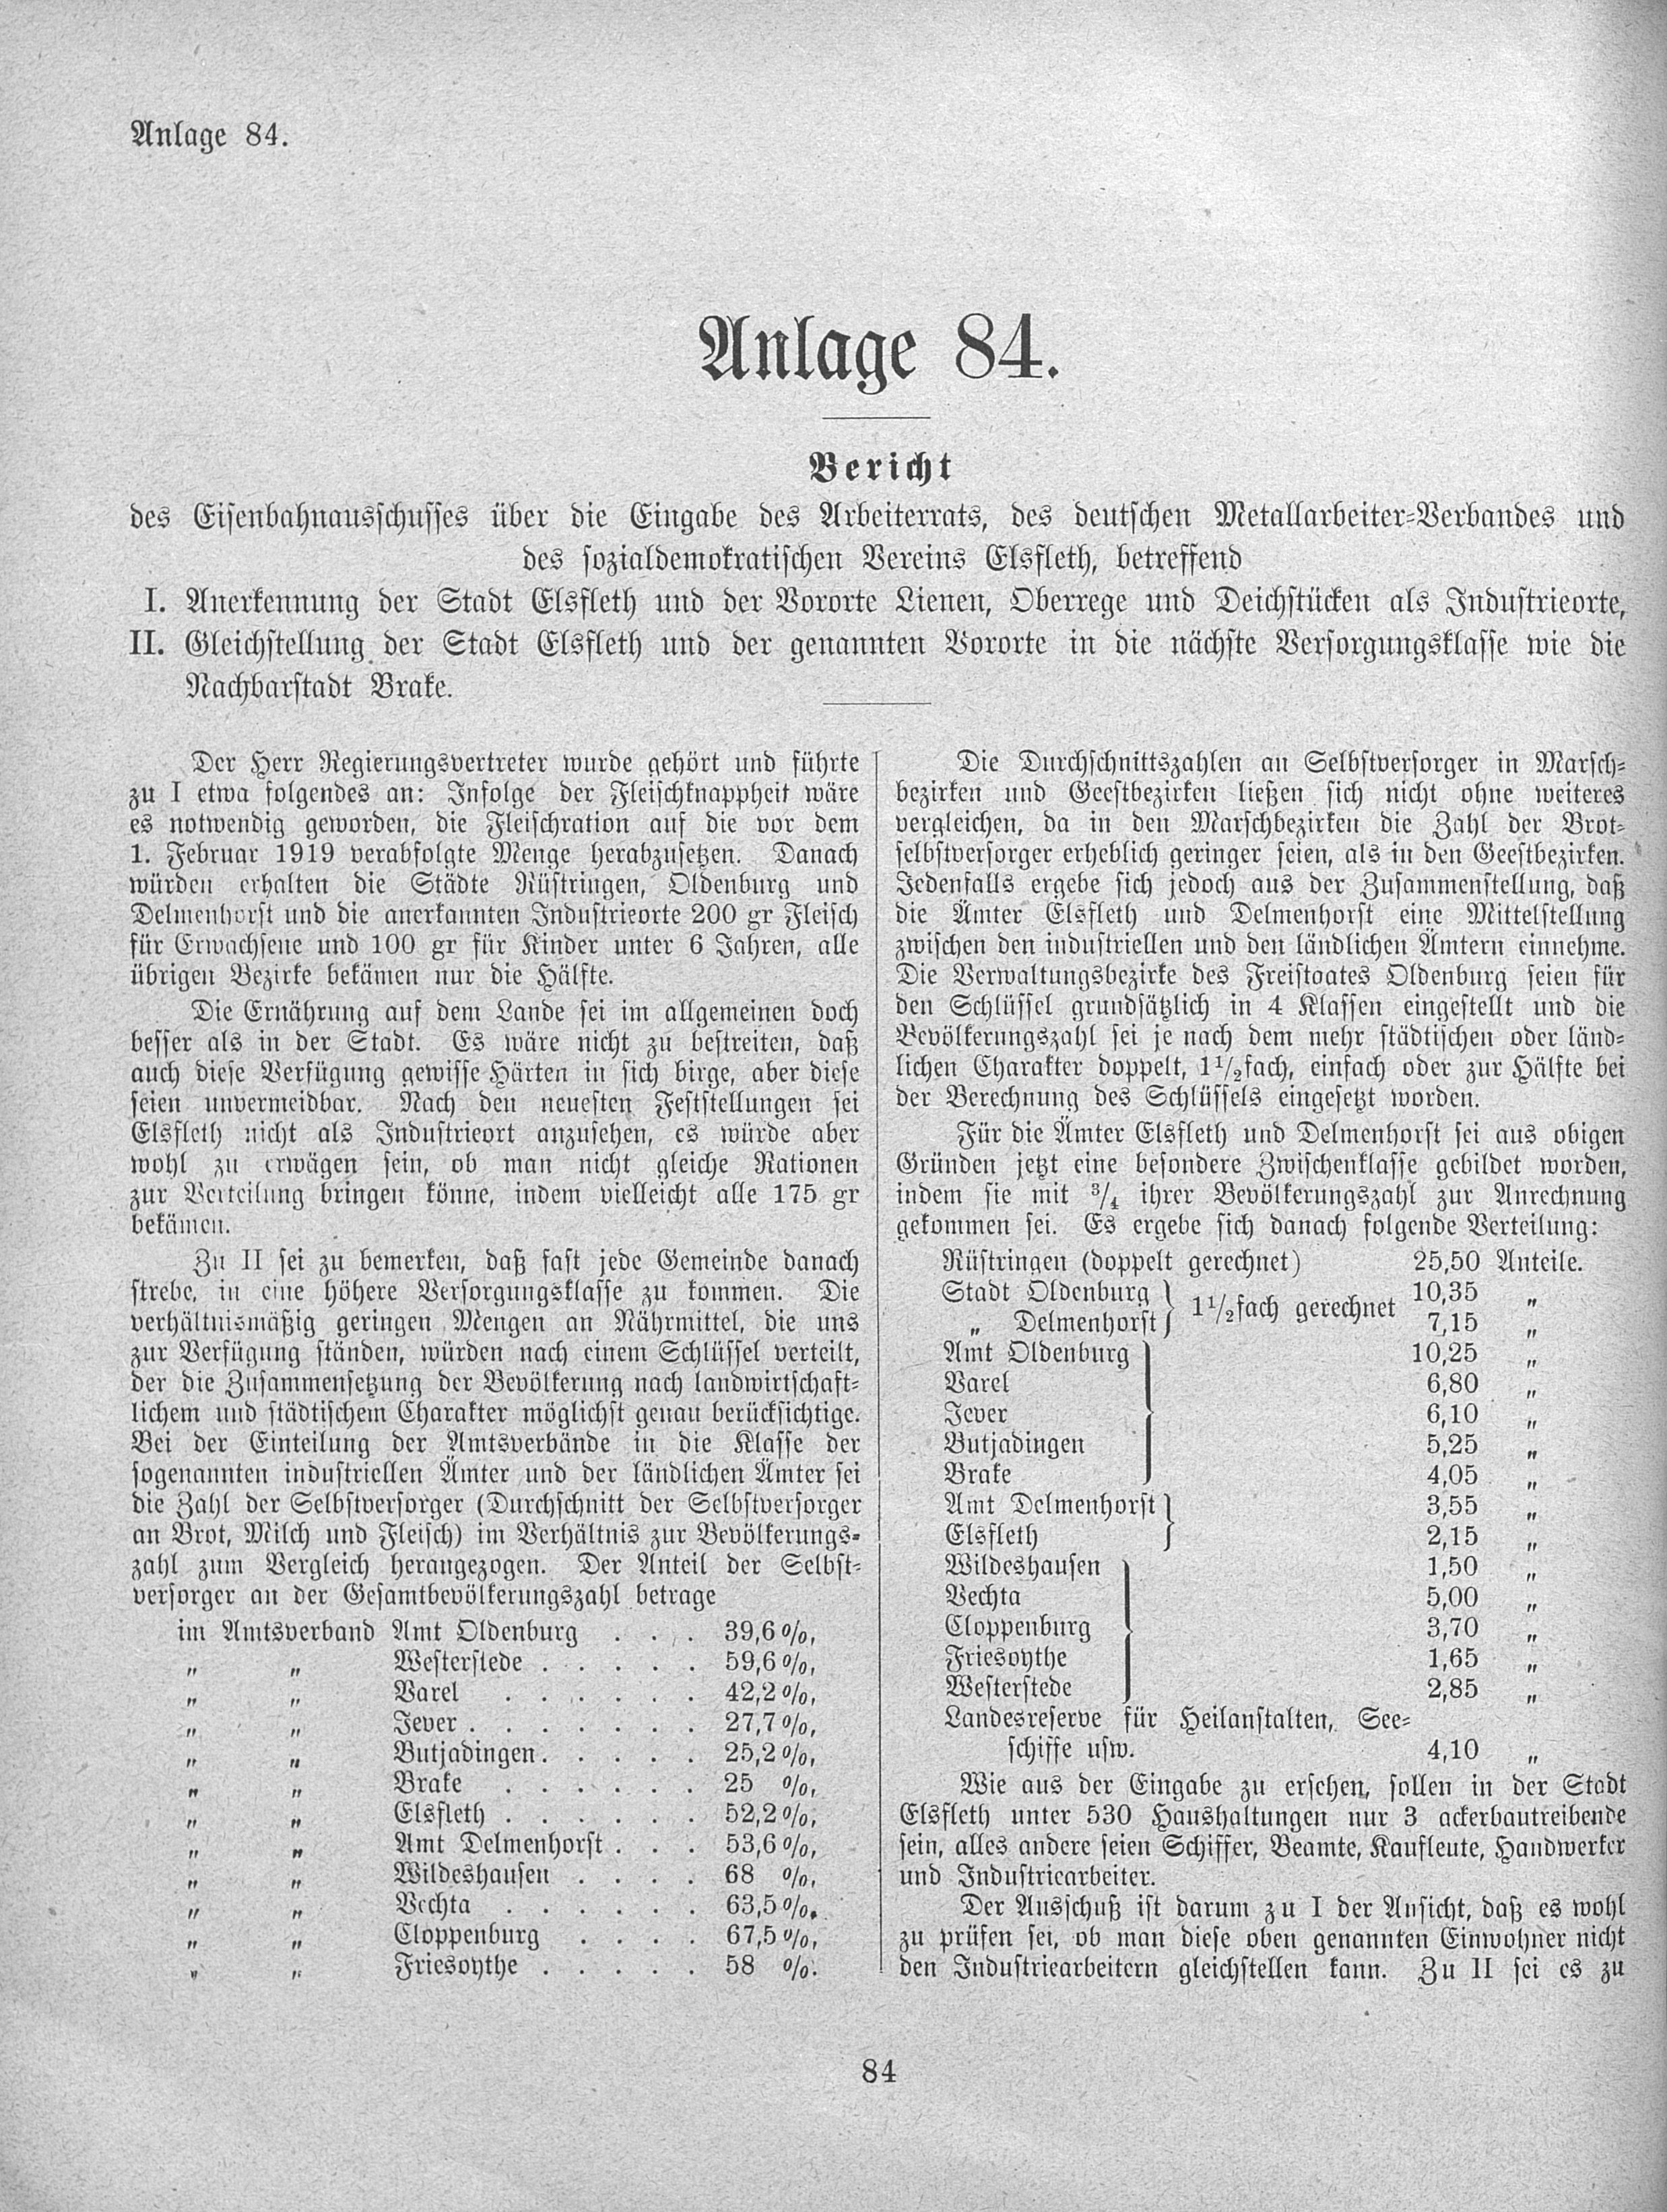 Anlage 84.
Anlage 84.
Bericht
des Eisenbahnausschusses über die Eingabe des Arbeiterrats, des deutschen Metallarbeiter-Verbandes und
des sozialdemokratischen Vereins Elsfleth, betreffend
I. Anerkennung der Stadt Elsfleth und der Vororte Lienen, Oberrege und Deichstücken als Industrieorte,
II. Gleichstellung der Stadt Elsfleth und der genannten Vororte in die nächste Versorgungsklasse wie die
Nachbarstadt Brake.
Der Herr Regierungsvertreter wurde gehört und führte
zu I etwa folgendes an: Infolge der Fleischknappheit wäre
es notwendig geworden, die Fleischration auf die vor dem
1. Februar 1919 verabfolgte Menge herabzusetzen. Danach
würden erhalten die Städte Rüstringen, Oldenburg und
Delmenhorst und die anerkannten Industrieorte 200 gr Fleisch
für Erwachsene und 100 gr für Kinder unter 6 Jahren, alle
übrigen Bezirke bekämen nur die Hälfte.
Die Ernährung auf dem Lande sei im allgemeinen doch
besser als in der Stadt. Es wäre nicht zu bestreiten, daß
auch diese Verfügung gewisse Härten in sich birge, aber diese
seien unvermeidbar. Nach den neuesten Feststellungen sei
Elsfleth nicht als Industrieort anzusehen, es würde aber
wohl zu erwägen sein, ob man nicht gleiche Rationen
zur Verteilung bringen könne, indem vielleicht alle 175 gr
bekämen.
Zu II sei zu bemerken, daß fast jede Gemeinde danach
strebe, in eine höhere Versorgungsklasse zu kommen. Die
verhältnismäßig geringen Mengen an Nährmittel, die uns
zur Verfügung ständen, würden nach einem Schlüssel verteilt,
der die Zusammensetzung der Bevölkerung nach landwirtschaft-
lichem und städtischem Charakter möglichst genau berücksichtige.
Bei der Einteilung der Amtsverbände in die Klasse der
sogenannten industriellen Ämter und der ländlichen Ämter sei
die Zahl der Selbstversorger (Durchschnitt der Selbstversorger
an Brot, Milch und Fleisch) im Verhältnis zur Bevölkerungs-
zahl zum Vergleich herangezogen. Der Anteil der Selbst-
versorger an der Gesamtbevölkerungszahl betrage
im Amtsverband Amt Oldenburg . . . 39,6 %,
„ „ Westerstede . . . . . 59,6 %,
„ „ Varel . . . . . . 42,2 %,
„ „ Jever . . . . . . . 27,7 %,
„ „ Butjadingen . . . . . 25,2 %,
„ „ Brake . . . . . . 25 %,
„ „ Elsfleth . . . . . . 52,2 %,
„ „ Amt Delmenhorst . . . 53,6 %,
„ „ Wildeshausen . . . . 68 %,
„ „ Vechta . . . . . . 63,5 %.
„ „ Cloppenburg . . . . 67,5 %,
„ „ Friesoythe . . . . . 58 %.
Die Durchschnittszahlen an Selbstversorger in Marsch-
bezirken und Geestbezirken ließen sich nicht ohne weiteres
vergleichen, da in den Marschbezirken die Zahl der Brot-
selbstversorger erheblich geringer seien, als in den Geestbezirken.
Jedenfalls ergebe sich jedoch aus der Zusammenstellung, daß
die Ämter Elsfleth und Delmenhorst eine Mittelstellung
zwischen den industriellen und den ländlichen Ämtern einnehme.
Die Verwaltungsbezirke des Freistaates Oldenburg seien für
den Schlüssel grundsätzlich in 4 Klassen eingestellt und die
Bevölkerungszahl sei je nach dem mehr städtischen oder länd-
lichen Charakter doppelt, 1½fach, einfach oder zur Hälfte bei
der Berechnung des Schlüssels eingesetzt worden.
Für die Ämter Elsfleth und Delmenhorst sei aus obigen
Gründen jetzt eine besondere Zwischenklasse gebildet worden,
indem sie mit ¾ ihrer Bevölkerungszahl zur Anrechnung
gekommen sei. Es ergebe sich danach folgende Verteilung:
Rüstringen (doppelt gerechnet) 25,50 Anteile.
Stadt Oldenburg } 1½fach gerechnet 10,35 „
„ Delmenhorst } 7,15 „
Amt Oldenburg 10,25 „
Varel 6,80 „
Jever 6,10 „
Butjadingen 5,25 „
Brake 4,05 „
Amt Delmenhorst 3,55 „
Elsfleth 2,15 „
Wildeshausen 1,50 „
Vechta 5,00 „
Cloppenburg 3,70 „
Friesoythe 1,65 „
Westerstede 2,85 „
Landesreserve für Heilanstalten, See-
schiffe usw. 4,10 „
Wie aus der Eingabe zu ersehen, sollen in der Stadt
Elsfleth unter 530 Haushaltungen nur 3 ackerbautreibende
sein, alles andere seien Schiffer, Beamte, Kaufleute, Handwerker
und Industriearbeiter.
Der Ausschuß ist darum zu I der Ansicht, daß es wohl
zu prüfen sei, ob man diese oben genannten Einwohner nicht
den Industriearbeitern gleichstellen kann. Zu II sei es zu
84